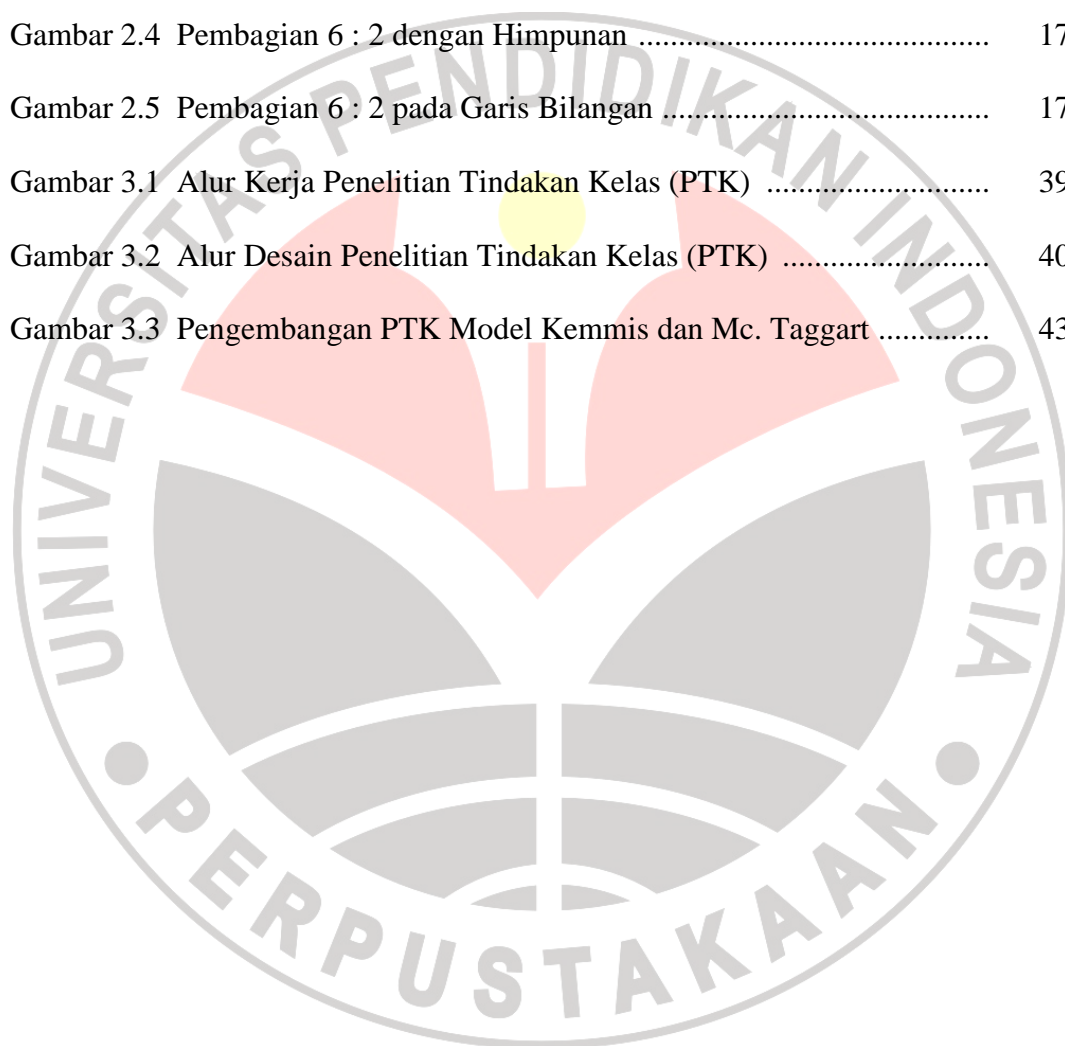 Gambar 2.4 Pembagian 6 : 2 dengan Himpunan ............................................ 17
Gambar 2.5 Pembagian 6 : 2 pada Garis Bilangan ......................................... 17
Gambar 3.1 Alur Kerja Penelitian Tindakan Kelas (PTK) ............................ 39
Gambar 3.2 Alur Desain Penelitian Tindakan Kelas (PTK) .......................... 40
Gambar 3.3 Pengembangan PTK Model Kemmis dan Mc. Taggart .............. 43
UNIVERSITAS PENDIDIKAN INDONESIA
PERPUSTAKAAN